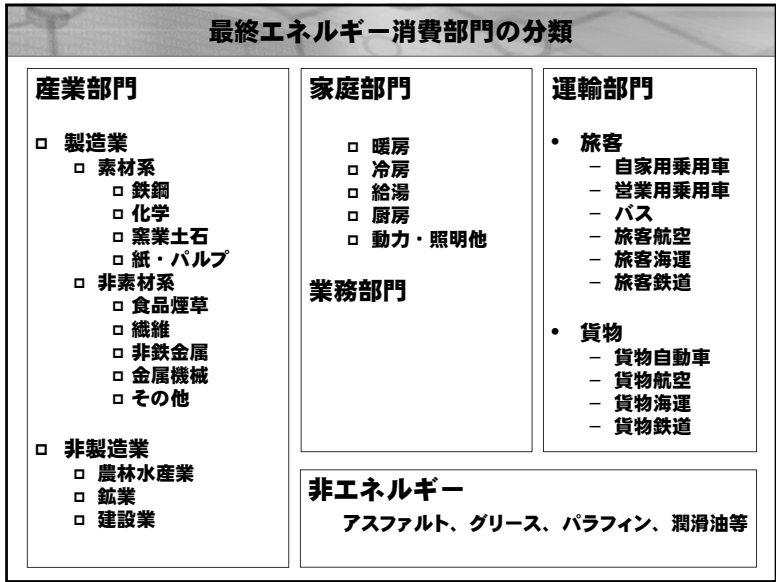 最終エネルギー消費部門の分類
産業部門
製造業
素材系
鉄鋼
化学
窯業土石
紙・パルプ
非素材系
食品煙草
繊維
非鉄金属
金属機械
その他
非製造業
農林水産業
鉱業
建設業
家庭部門
暖房
冷房
給湯
厨房
動力・照明他
業務部門
運輸部門
• 旅客
– 自家用乗用車
– 営業用乗用車
– バス
– 旅客航空
– 旅客海運
– 旅客鉄道
• 貨物
– 貨物自動車
– 貨物航空
– 貨物海運
– 貨物鉄道
非エネルギー
アスファルト、グリース、パラフィン、潤滑油等